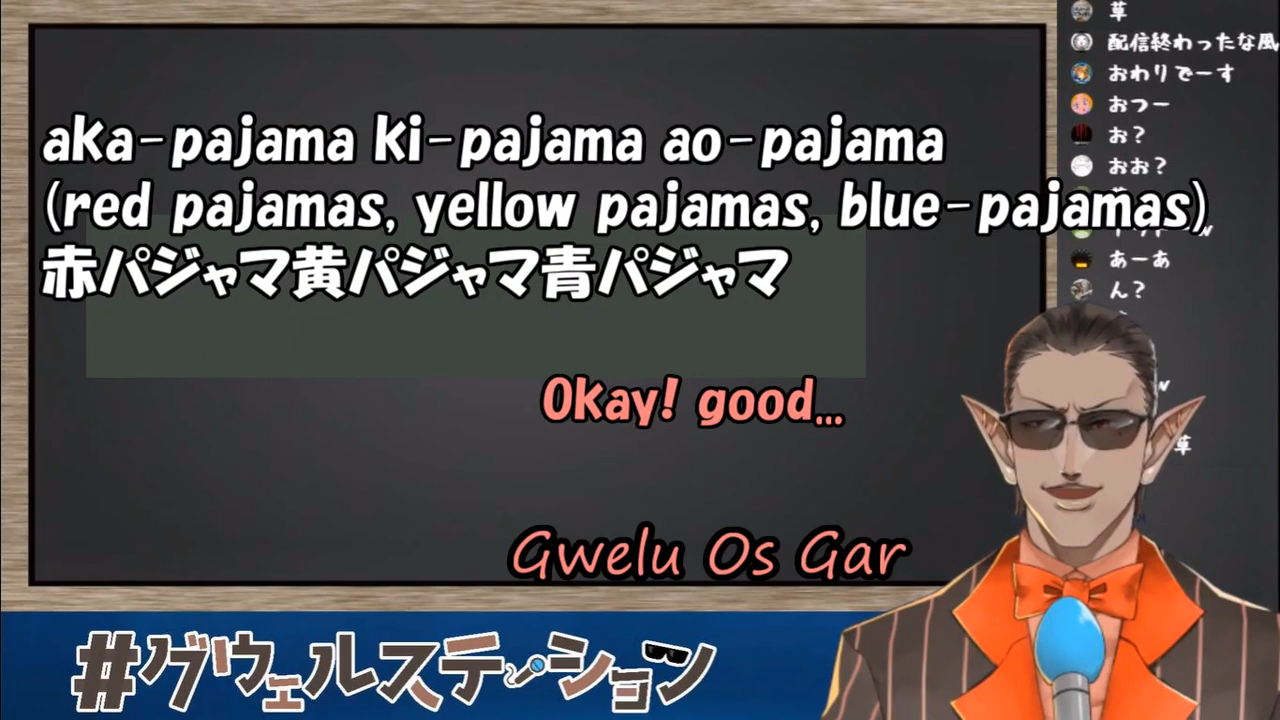 aka-pajama ki-pajama ao-pajama
(red pajamas, yellow pajamas, blue-pajamas)
赤パジャマ黄パジャマ青パジャマ
Okay! good...
Gwelu Os Gar
#グウェルステーション
草
配信終わったな風
おわりでーす
おつー
お?
おお?
あーあ
ん?
草